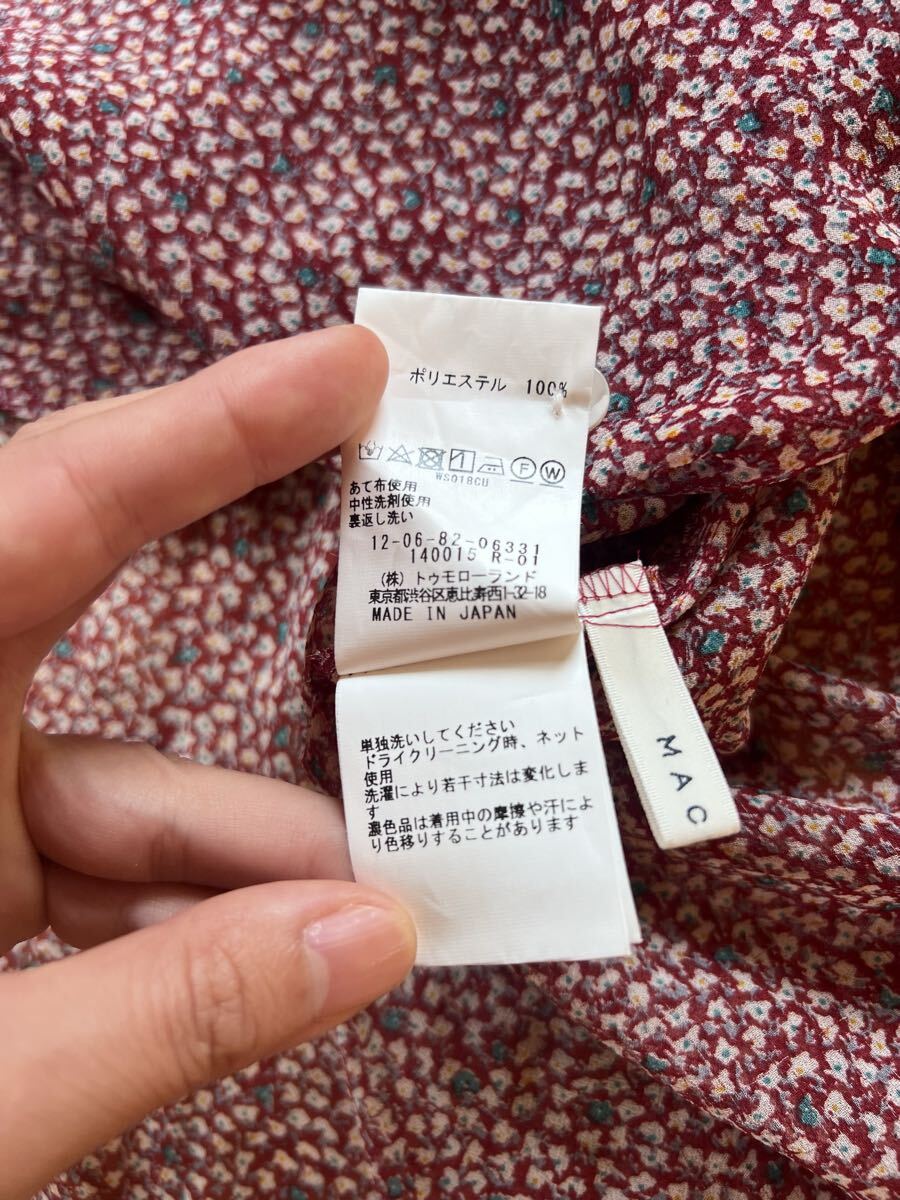 ポリエステル 100%
F W
WS018CU
あて布使用
中性洗剤使用
裏返し洗い
12-06-82-06331
140015 R-01
(株) トゥモローランド
東京都渋谷区恵比寿西1-32-18
MADE IN JAPAN
単独洗いしてください
ドライクリーニング時、ネット
使用
洗濯により若干寸法は変化しま
す
濃色品は着用中の摩擦や汗によ
り色移りすることがあります
MAC